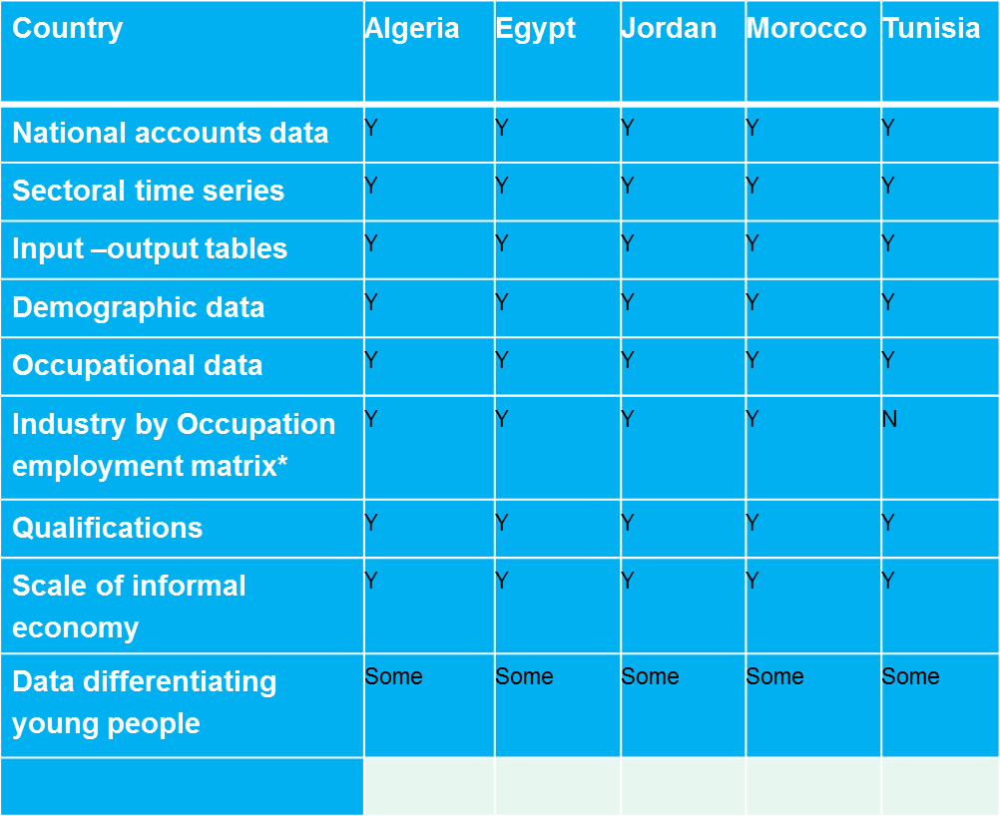 Country Algeria Egypt Jordan Morocco Tunisia
National accounts data Y Y Y Y Y
Sectoral time series Y Y Y Y Y
Input –output tables Y Y Y Y Y
Demographic data Y Y Y Y Y
Occupational data Y Y Y Y Y
Industry by Occupation Y Y Y Y N
employment matrix*
Qualifications Y Y Y Y Y
Scale of informal Y Y Y Y Y
economy
Data differentiating Some Some Some Some Some
young people